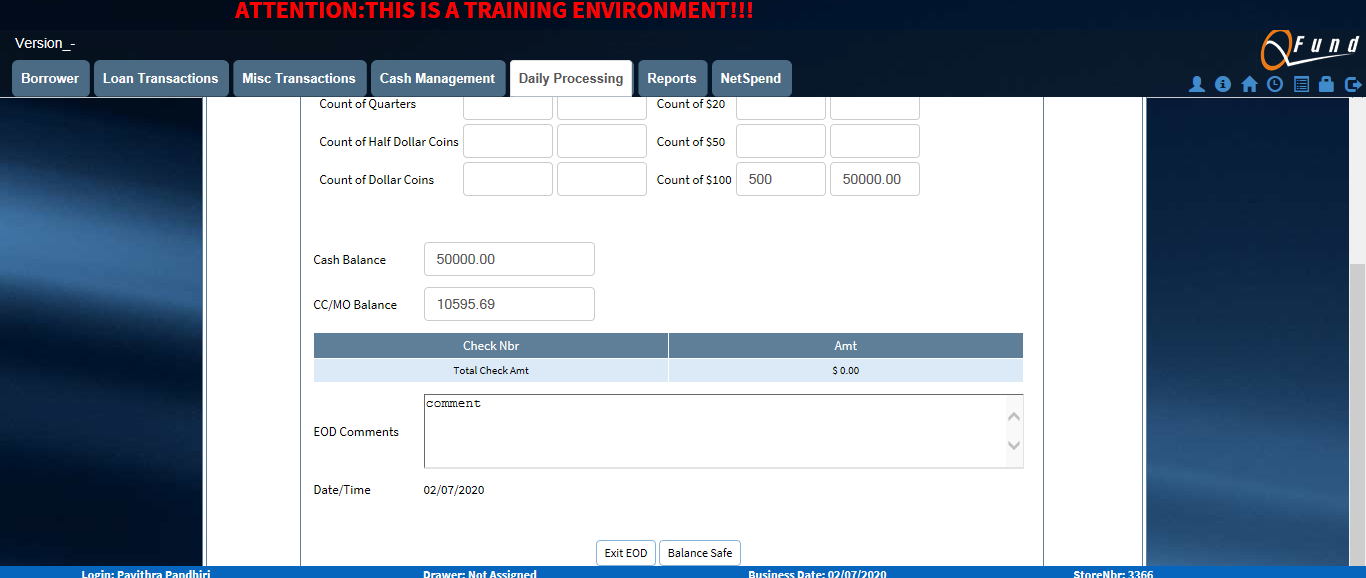 ATTENTION:THIS IS A TRAINING ENVIRONMENT!!!
Version_-
QFund
Borrower Loan Transactions Misc Transactions Cash Management Daily Processing Reports NetSpend
Count of Quarters Count of $20
Count of Half Dollar Coins Count of $50
Count of Dollar Coins Count of $100 500 50000.00
Cash Balance 50000.00
CC/MO Balance 10595.69
Check Nbr Amt
Total Check Amt $ 0.00
comment
EOD Comments
Date/Time 02/07/2020
Exit EOD Balance Safe
Login: Pavithra Pandhiri Drawer: Not Assigned Business Date: 02/07/2020 StoreNbr: 3366